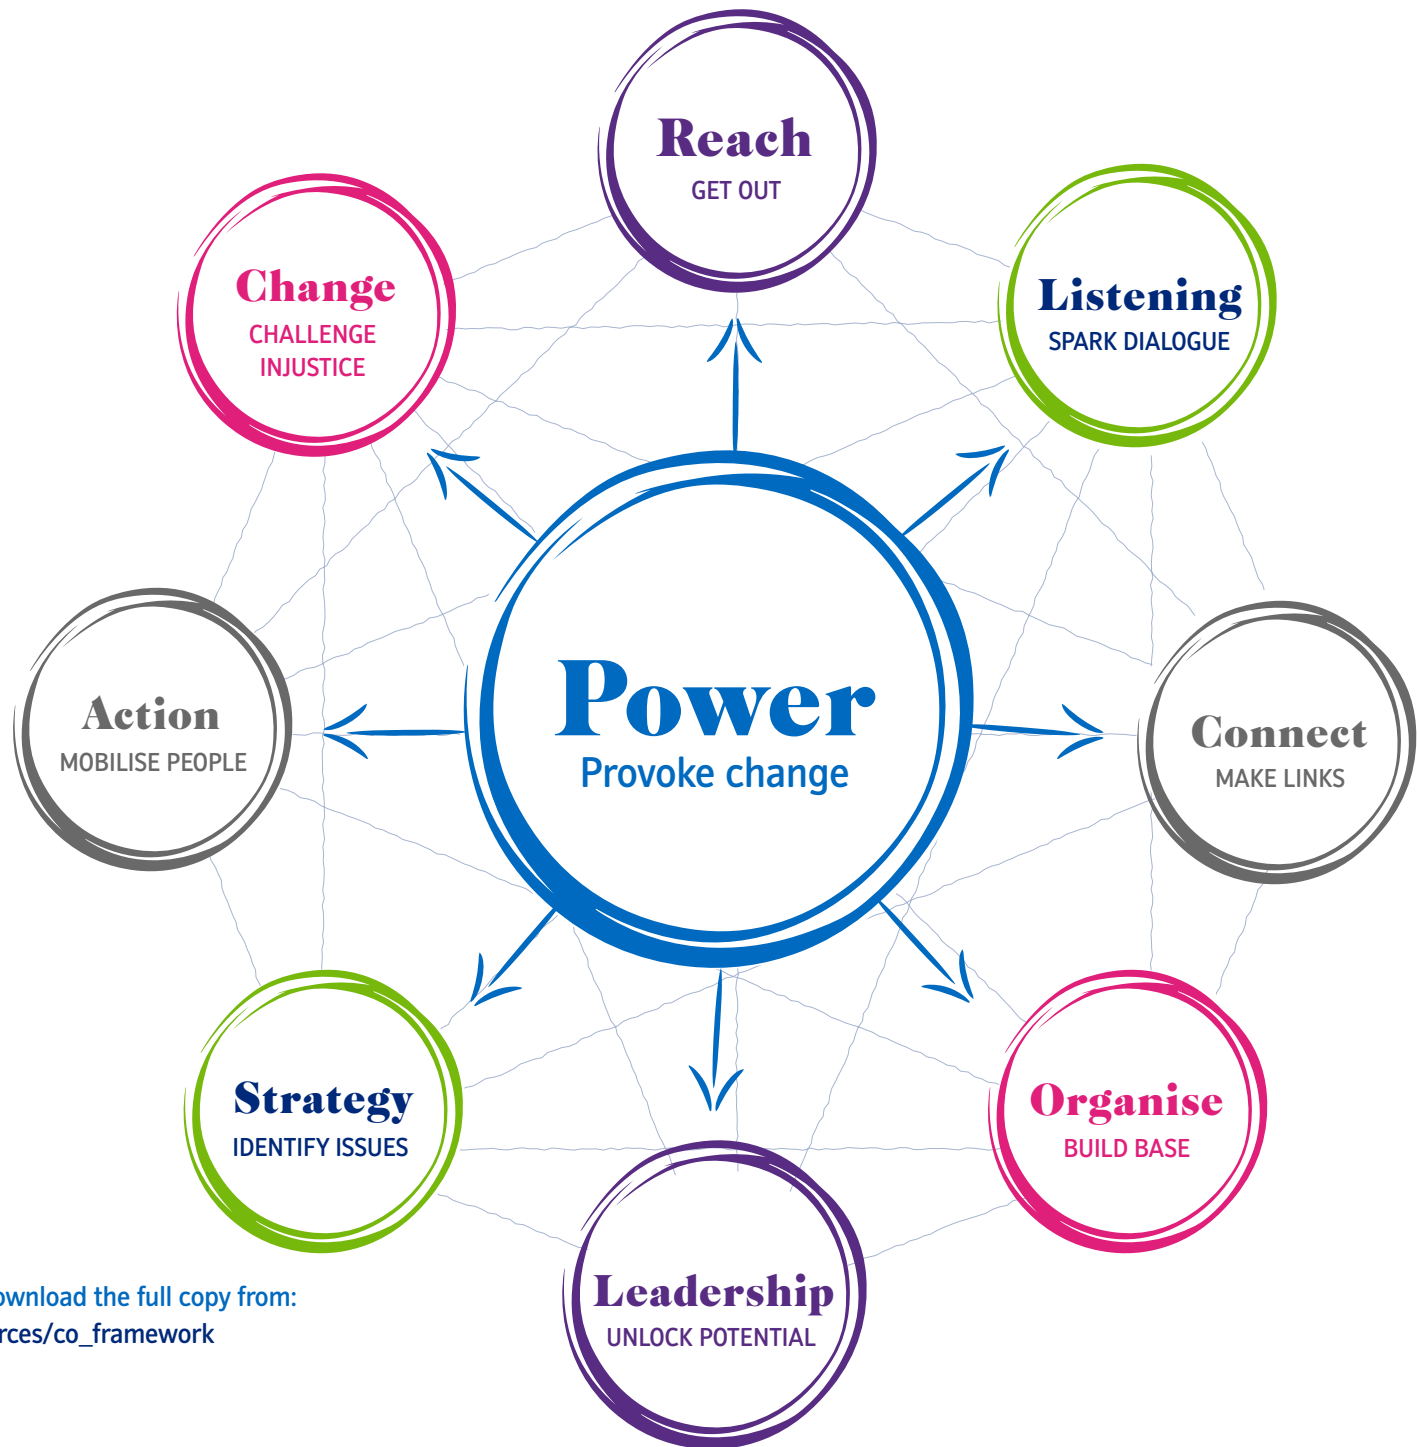 Reach
GET OUT
Change
CHALLENGE
INJUSTICE
Listening
SPARK DIALOGUE
Power
Provoke change
Action
MOBILISE PEOPLE
Connect
MAKE LINKS
Strategy
IDENTIFY ISSUES
Organise
BUILD BASE
Leadership
UNLOCK POTENTIAL
ownload the full copy from:
rces/co_framework